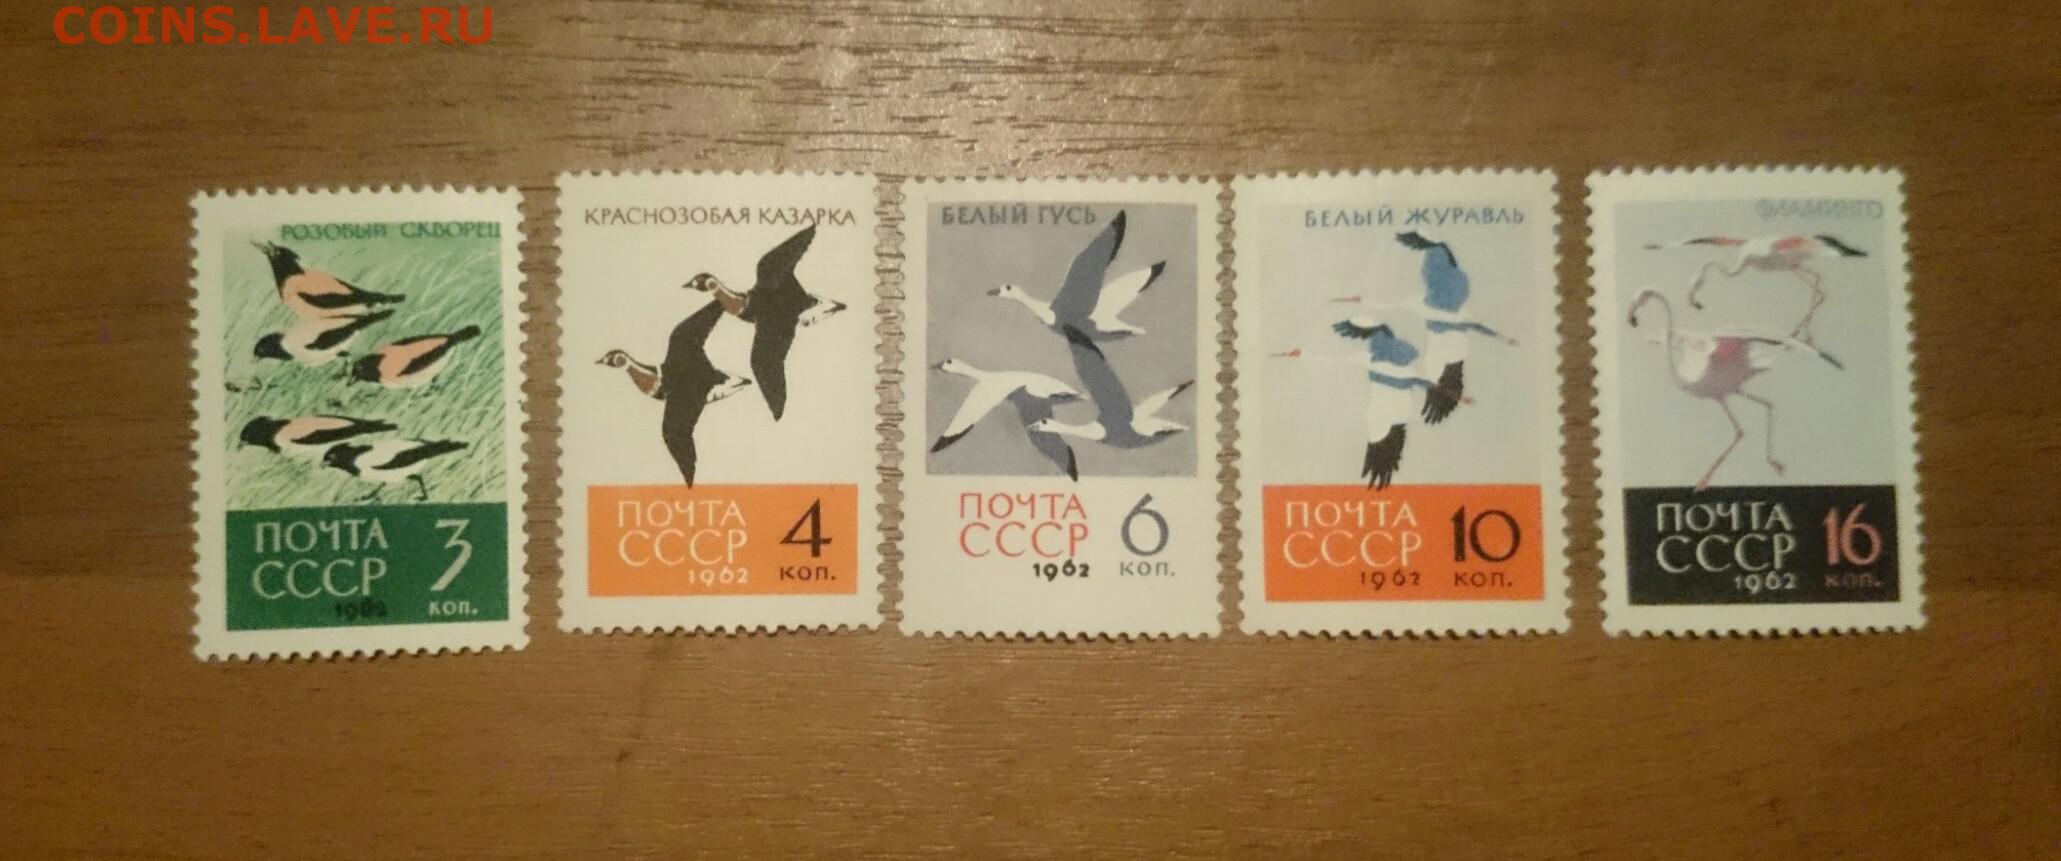 COINS.LAVE.RU
РОЗОВЫЙ СКВОРЕЦ
ПОЧТА
СССР
1962
3
КОП.
КРАСНОЗОБАЯ КАЗАРКА
ПОЧТА
СССР
1962
4
КОП.
БЕЛЫЙ ГУСЬ
ПОЧТА
СССР
1962
6
КОП.
БЕЛЫЙ ЖУРАВЛЬ
ПОЧТА
СССР
1962
10
КОП.
ФЛАМИНГО
ПОЧТА
СССР
1962
16
КОП.